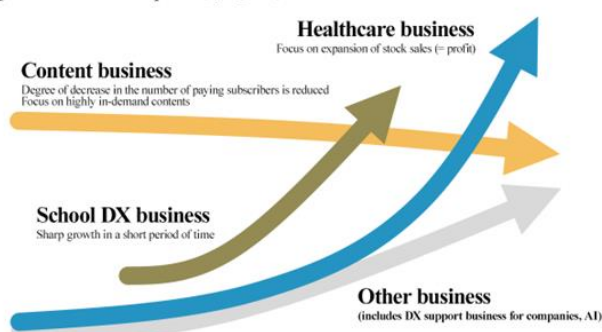 Healthcare business
Focus on expansion of stock sales (= profit)
Content business
Degree of decrease in the number of paying subscribers is reduced
Focus on highly in-demand contents
School DX business
Sharp growth in a short period of time
Other business
(includes DX support business for companies, AI)